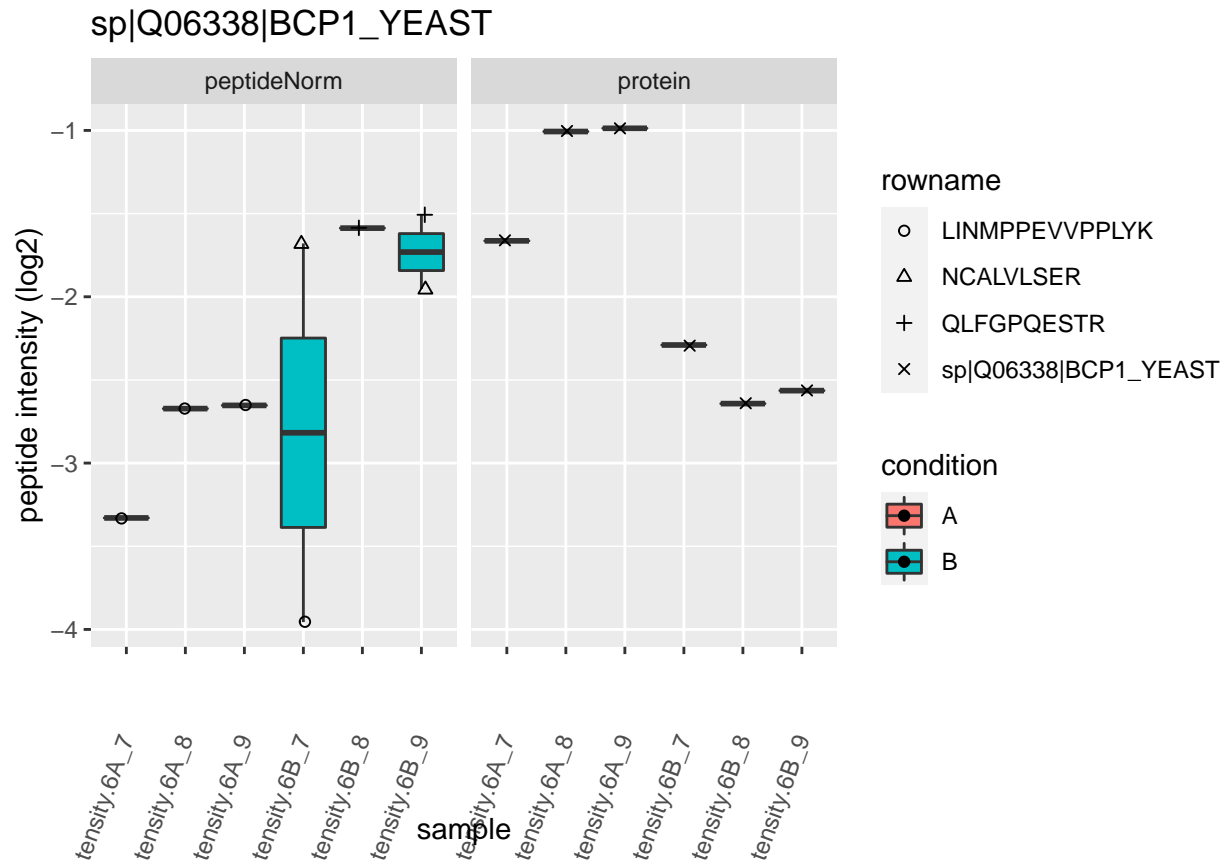 sp|Q06338|BCP1_YEAST
peptideNorm
protein
peptide intensity (log2)
−1
−2
−3
−4
tensity.6A_7
tensity.6A_8
tensity.6A_9
tensity.6B_7
tensity.6B_8
tensity.6B_9
tensity.6A_7
tensity.6A_8
tensity.6A_9
tensity.6B_7
tensity.6B_8
tensity.6B_9
sample
rowname
LINMPPEVVPPLYK
NCALVLSER
QLFGPQESTR
sp|Q06338|BCP1_YEAST
condition
A
B